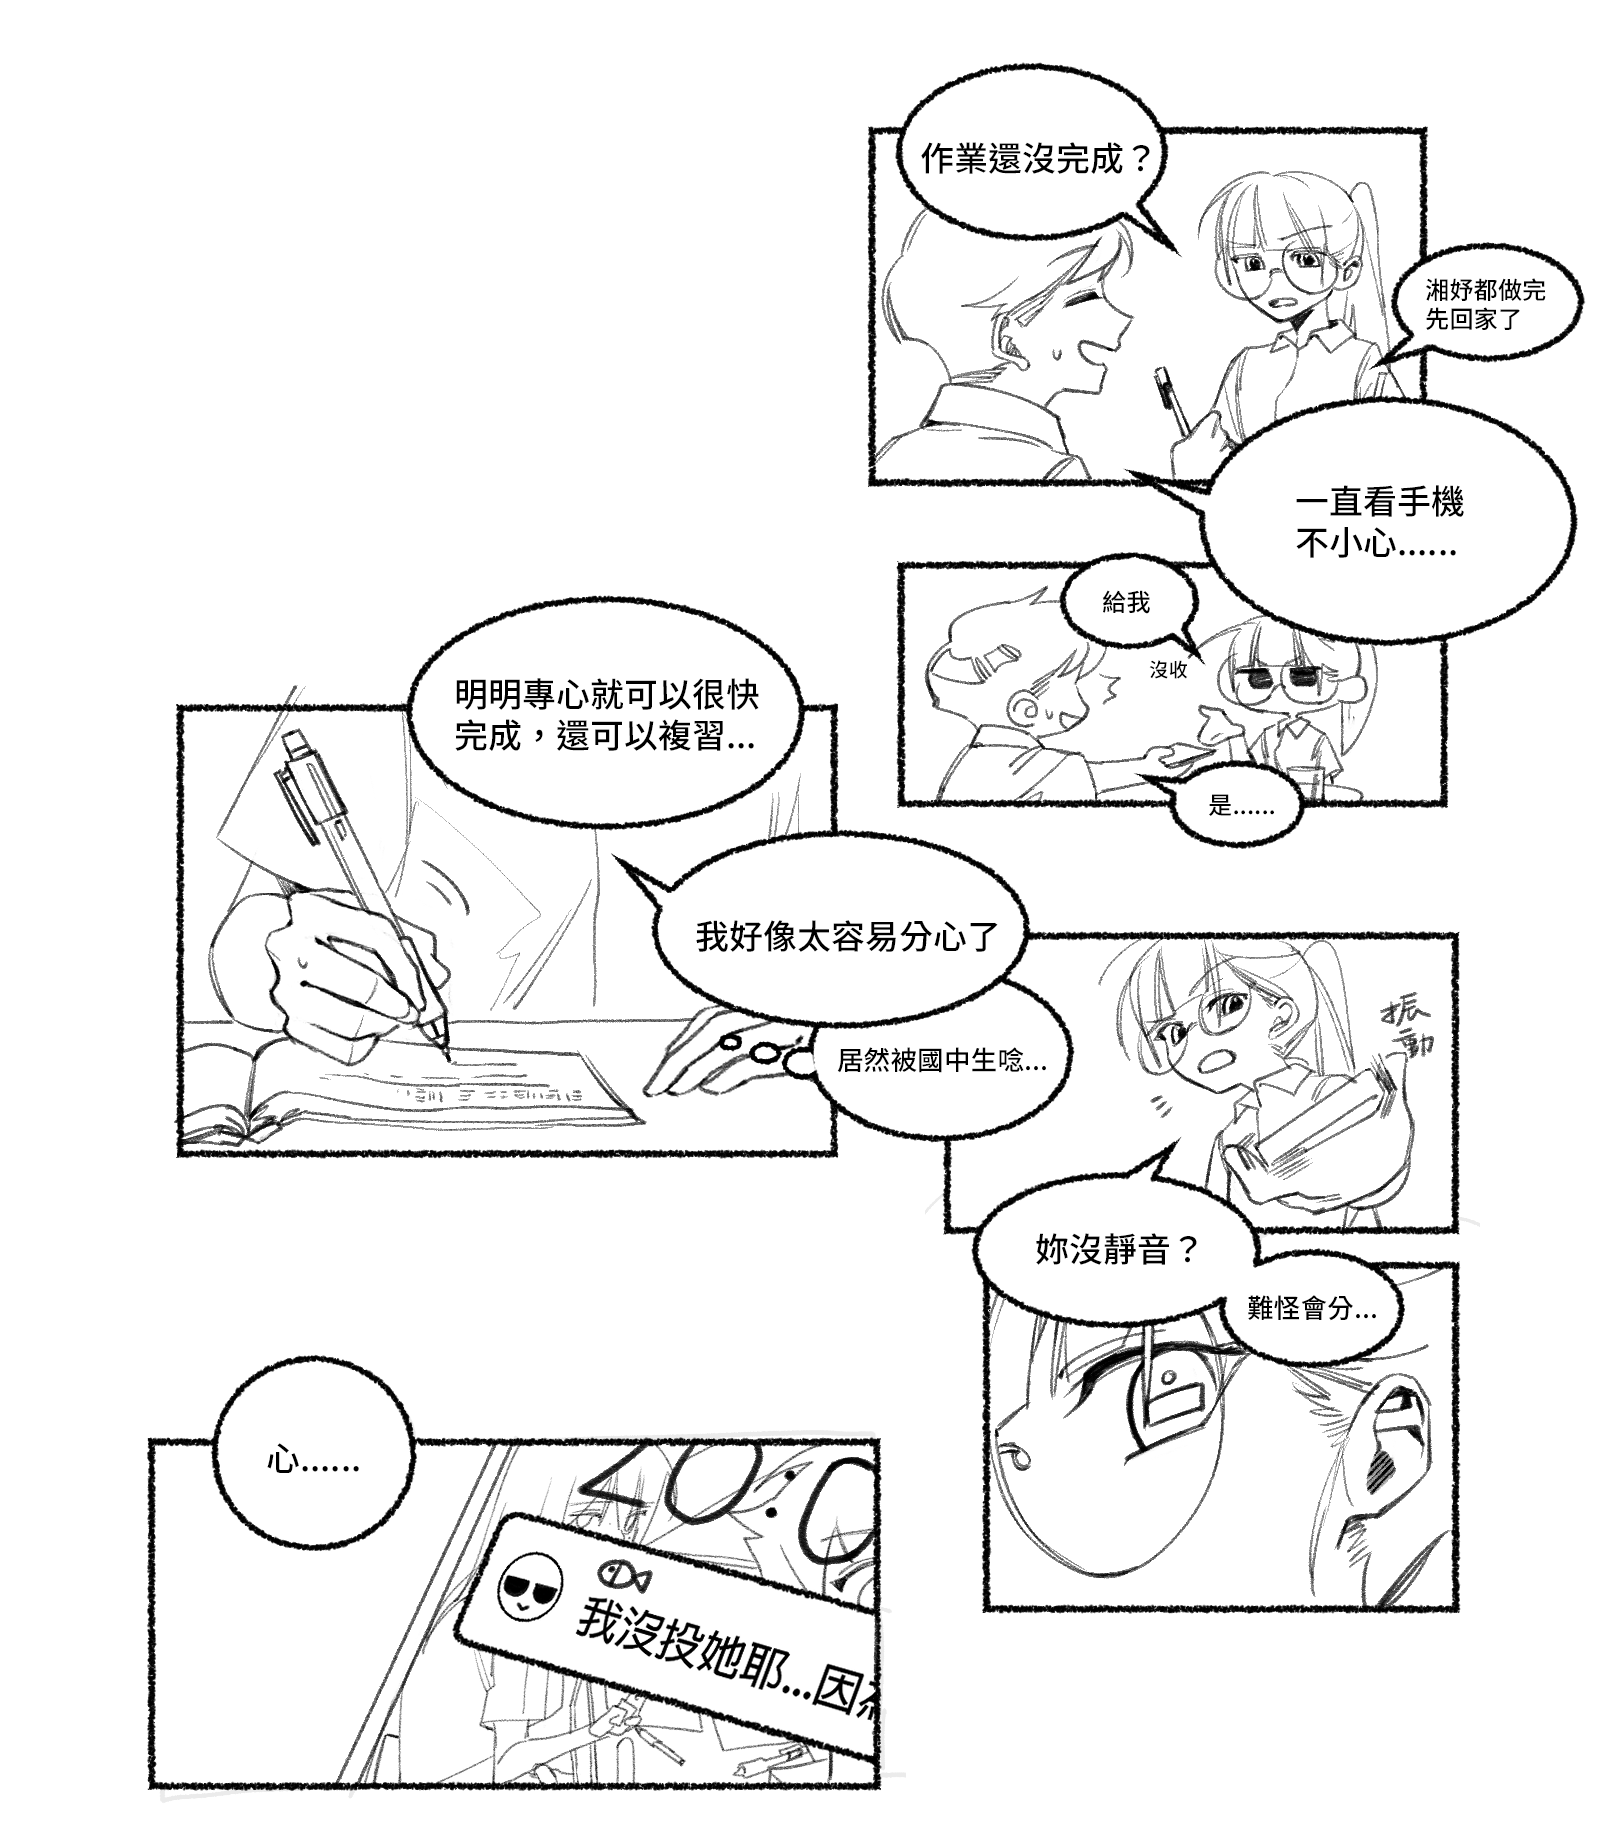 作業還沒完成？
湘妤都做完
先回家了
一直看手機
不小心......
給我
沒收
是......
明明專心就可以很快
完成，還可以複習...
我好像太容易分心了
居然被國中生唸...
振
動
妳沒靜音？
難怪會分...
心......
我沒投她耶...因為